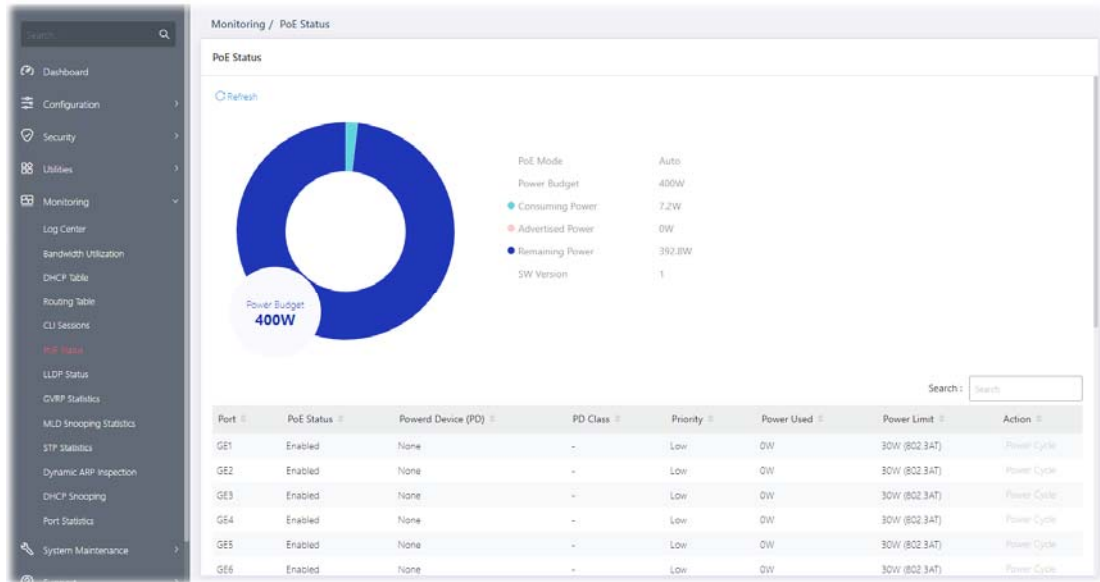 Search
Dashboard
Configuration
Security
Utilities
Monitoring
Log Center
Bandwidth Utilization
DHCP Table
Routing Table
CLI Sessions
PoE Status
LLDP Status
GVRP Statistics
MLD Snooping Statistics
STP Statistics
Dynamic ARP Inspection
DHCP Snooping
Port Statistics
System Maintenance
Monitoring / PoE Status
PoE Status
Refresh
Power Budget
400W
PoE Mode Auto
Power Budget 400W
Consuming Power 7.2W
Advertised Power 0W
Remaining Power 392.8W
SW Version 1
Search : Search
Port PoE Status Powerd Device (PD) PD Class Priority Power Used Power Limit Action
GE1 Enabled None - Low 0W 30W (802.3AT) Power Cycle
GE2 Enabled None - Low 0W 30W (802.3AT) Power Cycle
GE3 Enabled None - Low 0W 30W (802.3AT) Power Cycle
GE4 Enabled None - Low 0W 30W (802.3AT) Power Cycle
GE5 Enabled None - Low 0W 30W (802.3AT) Power Cycle
GE6 Enabled None - Low 0W 30W (802.3AT) Power Cycle